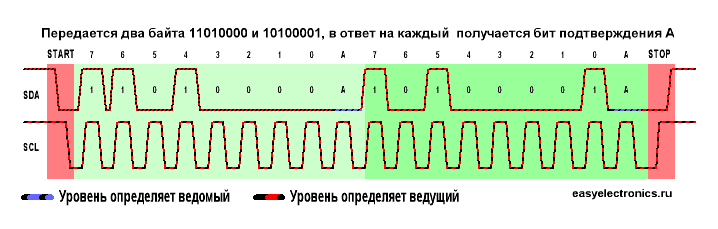 Передается два байта 11010000 и 10100001, в ответ на каждый получается бит подтверждения А
START 7 6 5 4 3 2 1 0 A 7 6 5 4 3 2 1 0 A STOP
SDA 1 1 0 1 0 0 0 0 A 1 0 1 0 0 0 0 1 A
SCL
Уровень определяет ведомый Уровень определяет ведущий
easyelectronics.ru